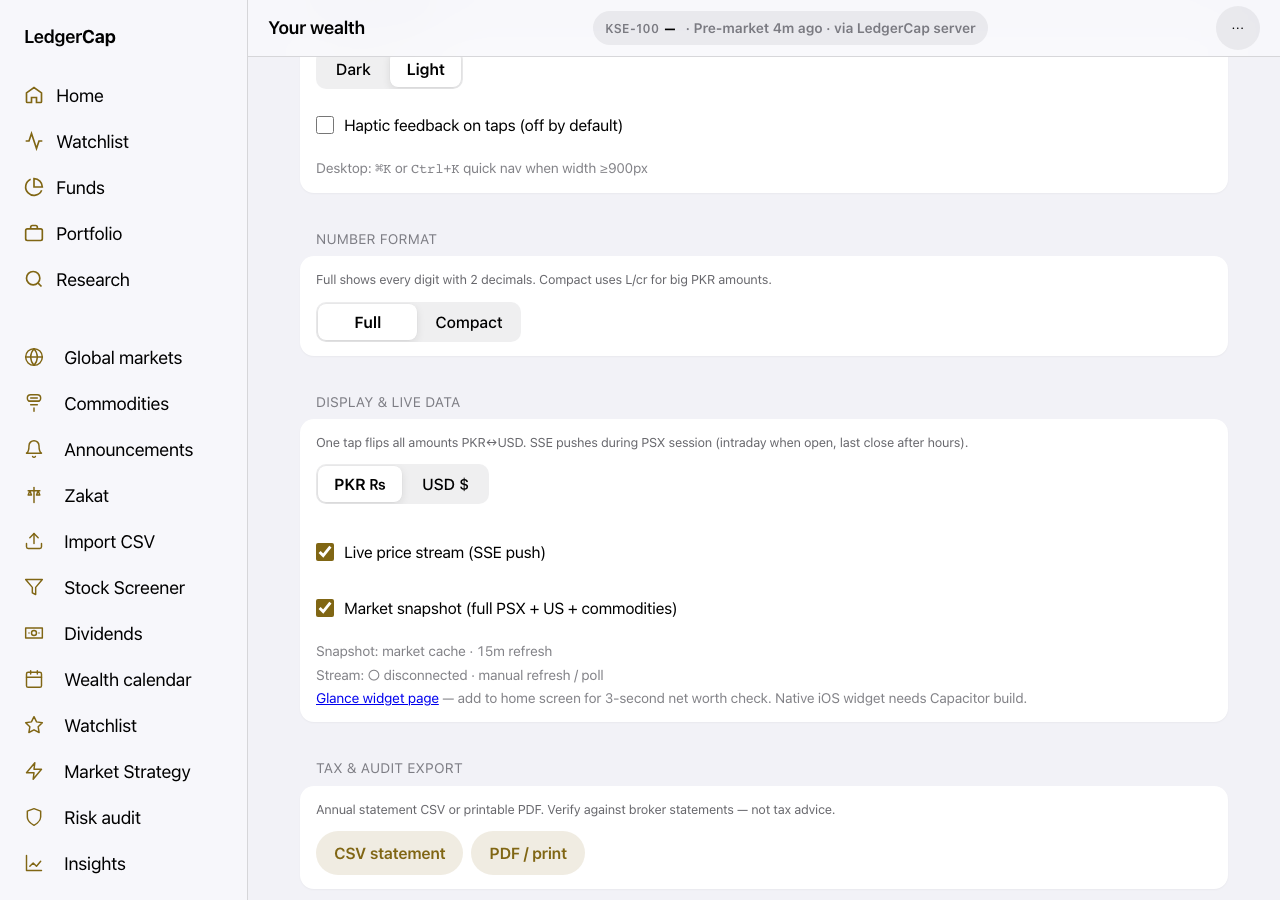 LedgerCap
Home
Watchlist
Funds
Portfolio
Research
Global markets
Commodities
Announcements
Zakat
Import CSV
Stock Screener
Dividends
Wealth calendar
Watchlist
Market Strategy
Risk audit
Insights
Your wealth
KSE-100 — · Pre-market 4m ago · via LedgerCap server
...
Dark Light
Haptic feedback on taps (off by default)
Desktop: ⌘K or Ctrl+K quick nav when width ≥900px
NUMBER FORMAT
Full shows every digit with 2 decimals. Compact uses L/cr for big PKR amounts.
Full Compact
DISPLAY & LIVE DATA
One tap flips all amounts PKR↔USD. SSE pushes during PSX session (intraday when open, last close after hours).
PKR ₨ USD $
Live price stream (SSE push)
Market snapshot (full PSX + US + commodities)
Snapshot: market cache · 15m refresh
Stream: ○ disconnected · manual refresh / poll
Glance widget page — add to home screen for 3-second net worth check. Native iOS widget needs Capacitor build.
TAX & AUDIT EXPORT
Annual statement CSV or printable PDF. Verify against broker statements — not tax advice.
CSV statement PDF / print